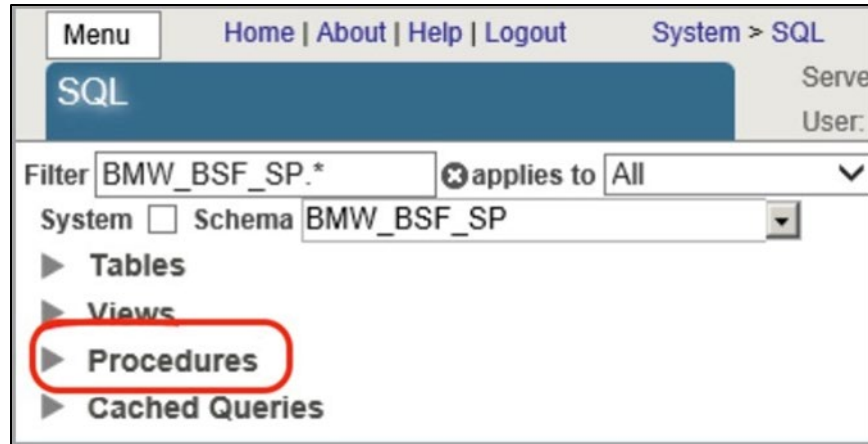 Menu Home | About | Help | Logout System > SQL
SQL
Serve
User:
Filter BMW_BSF_SP.* applies to All
System Schema BMW_BSF_SP
Tables
Views
Procedures
Cached Queries